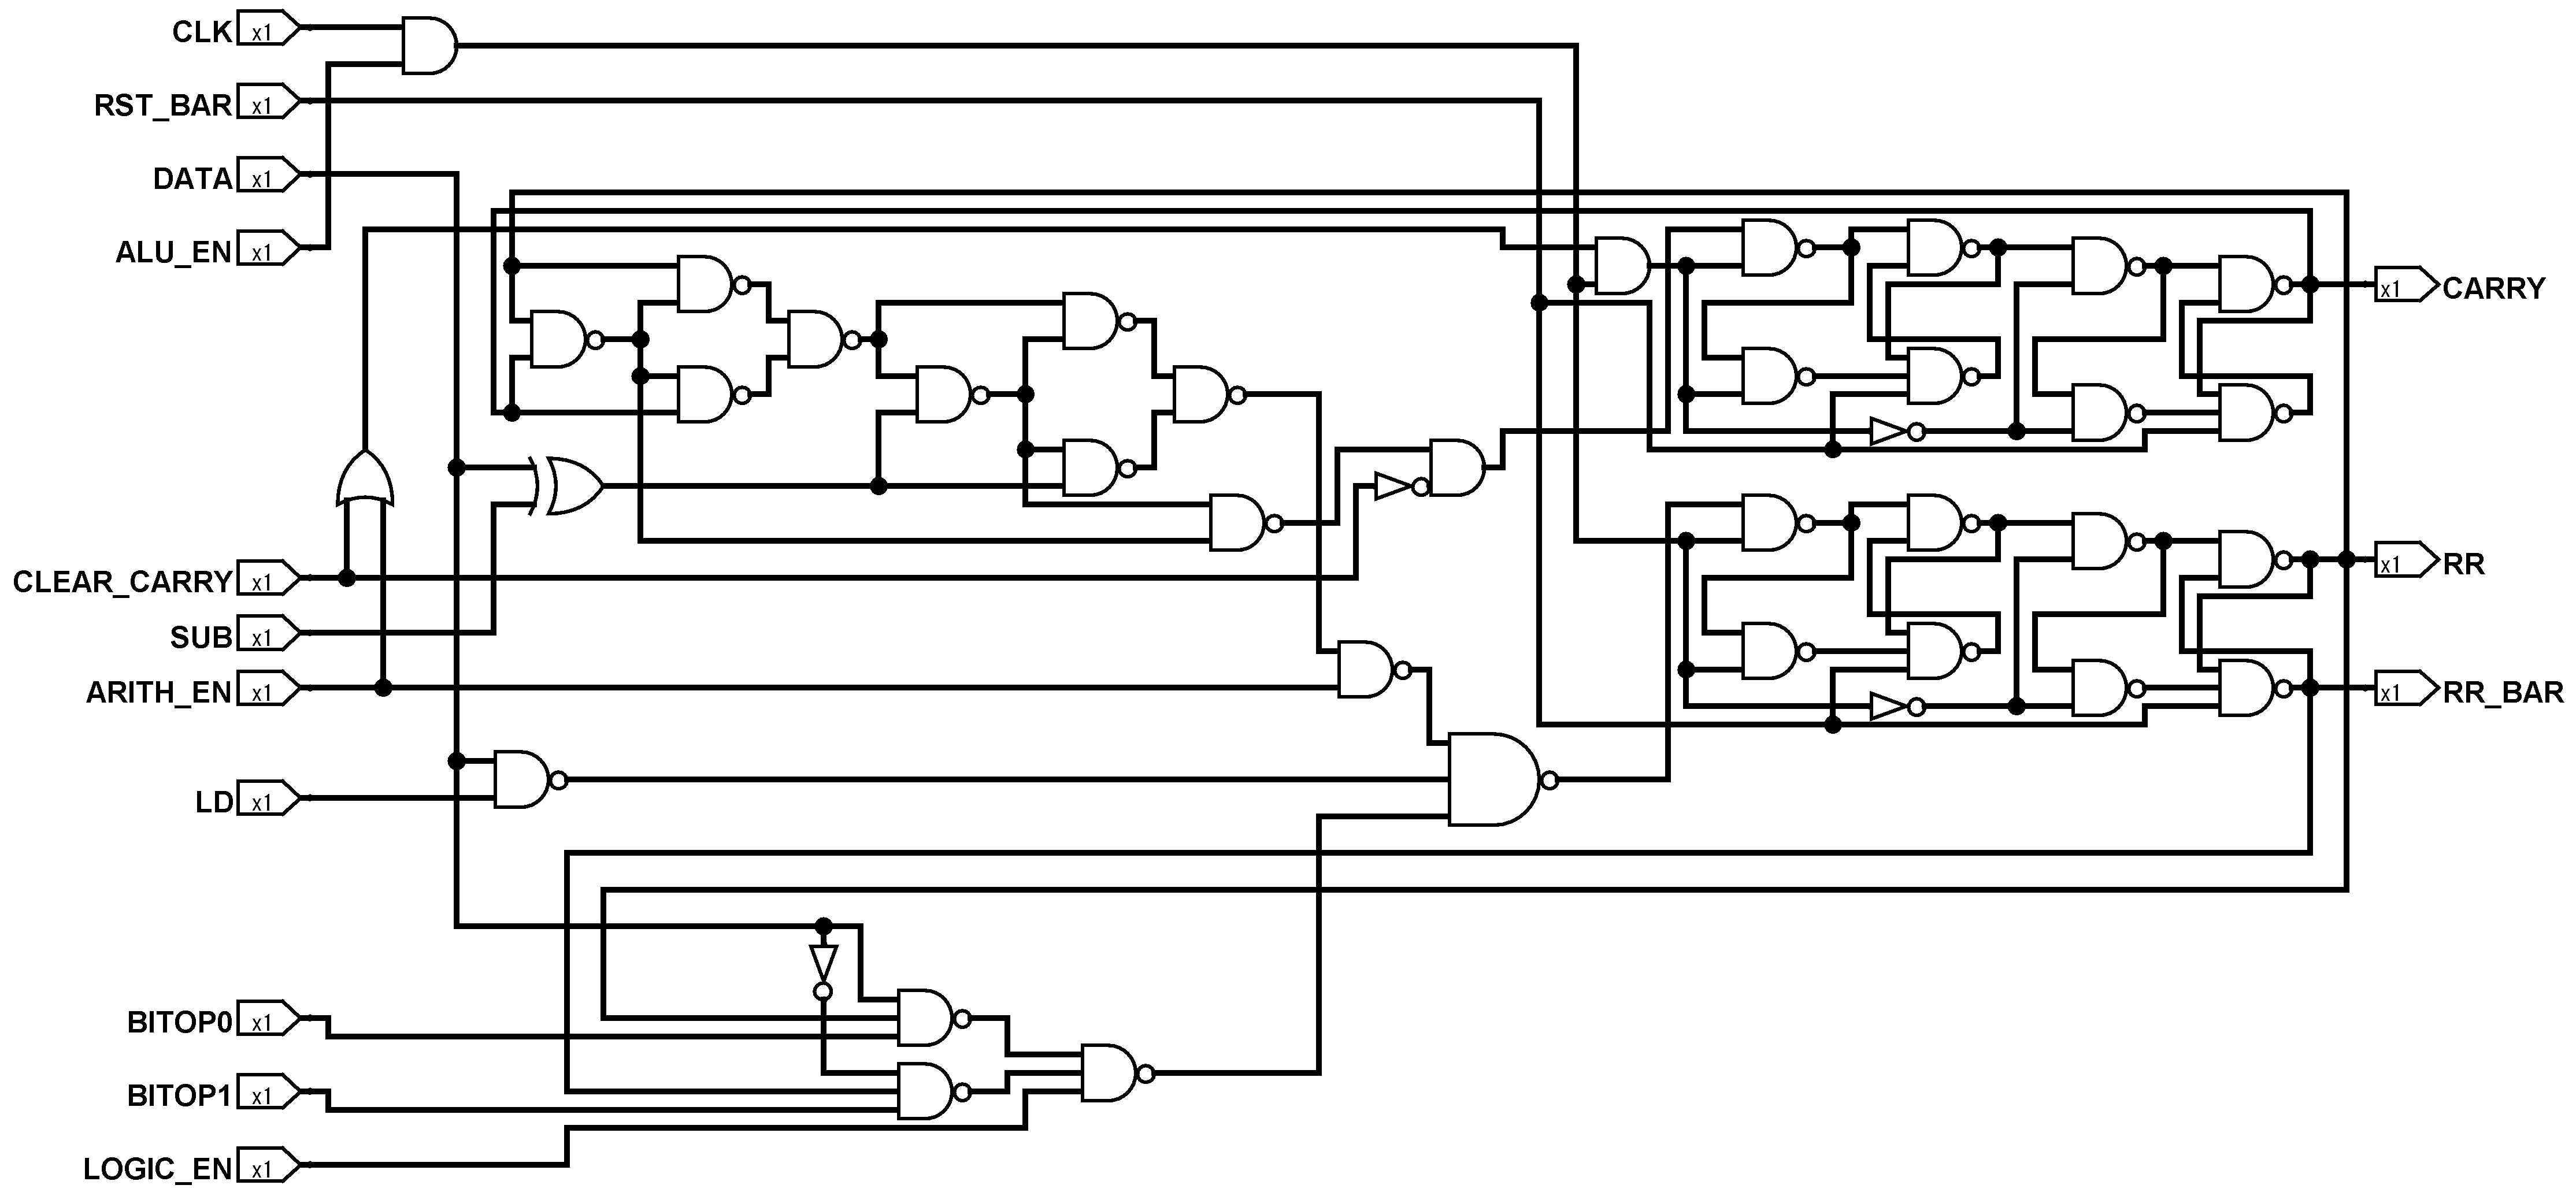 CLK x1
RST_BAR x1
DATA x1
ALU_EN x1
x1 CARRY
CLEAR_CARRY x1
x1 RR
SUB x1
ARITH_EN x1
x1 RR_BAR
LD x1
BITOP0 x1
BITOP1 x1
LOGIC_EN x1